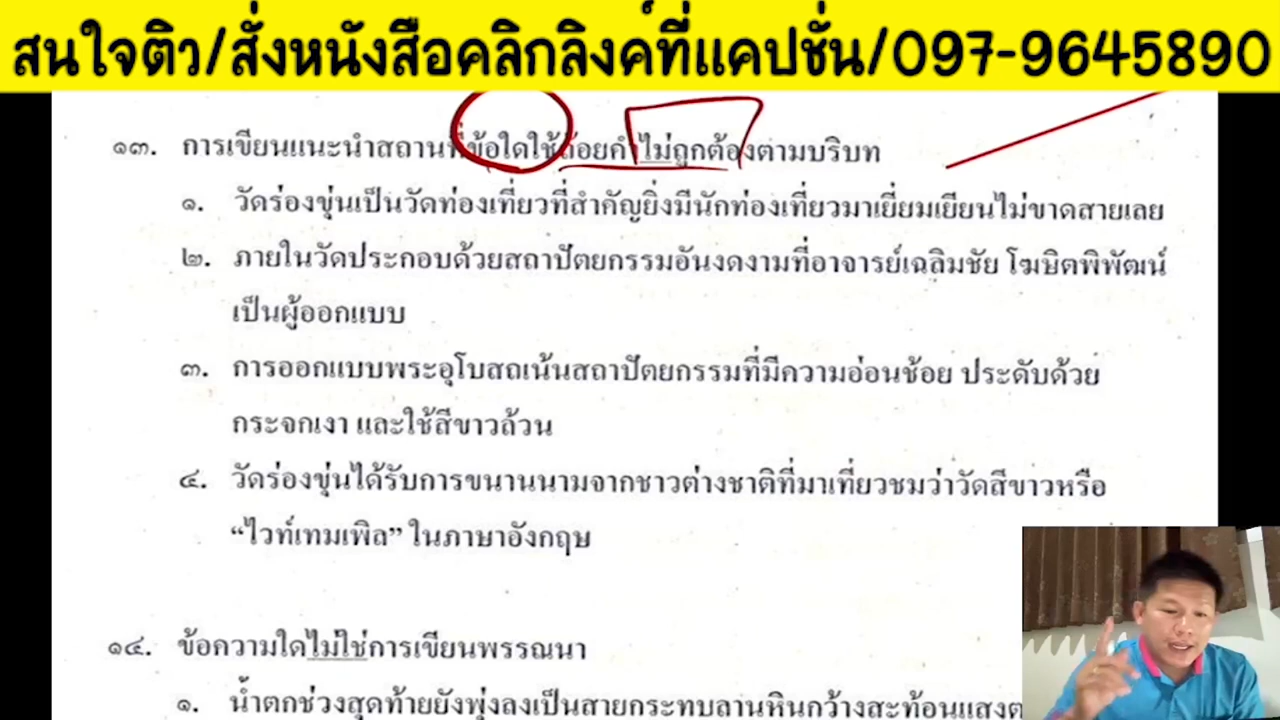 สนใจติว/สั่งหนังสือคลิกลิงค์ที่แคปชั่น/097-9645890
๑๓. การเขียนแนะนำสถานที่ข้อใดใช้ถ้อยคำไม่ถูกต้องตามบริบท
๑. วัดร่องขุ่นเป็นวัดท่องเที่ยวที่สำคัญยิ่งมีนักท่องเที่ยวมาเยี่ยมเยียนไม่ขาดสายเลย
๒. ภายในวัดประกอบด้วยสถาปัตยกรรมอันงดงามที่อาจารย์เฉลิมชัย โฆษิตพิพัฒน์
เป็นผู้ออกแบบ
๓. การออกแบบพระอุโบสถเน้นสถาปัตยกรรมที่มีความอ่อนช้อย ประดับด้วย
กระจกเงา และใช้สีขาวล้วน
๔. วัดร่องขุ่นได้รับการขนานนามจากชาวต่างชาติที่มาเที่ยวชมว่าวัดสีขาวหรือ
“ไวท์เทมเพิล” ในภาษาอังกฤษ
๑๔. ข้อความใดไม่ใช่การเขียนพรรณนา
๑. น้ำตกช่วงสุดท้ายยังพุ่งลงเป็นสายกระทบลานหินกว้างสะท้อนแสง